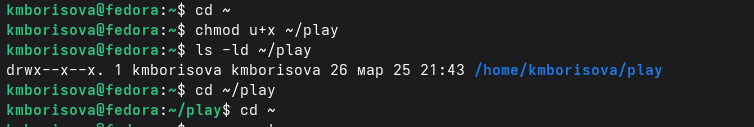 kmborisova@fedora:~$ cd ~
kmborisova@fedora:~$ chmod u+x ~/play
kmborisova@fedora:~$ ls -ld ~/play
drwx--x--x. 1 kmborisova kmborisova 26 мар 25 21:43 /home/kmborisova/play
kmborisova@fedora:~$ cd ~/play
kmborisova@fedora:~/play$ cd ~